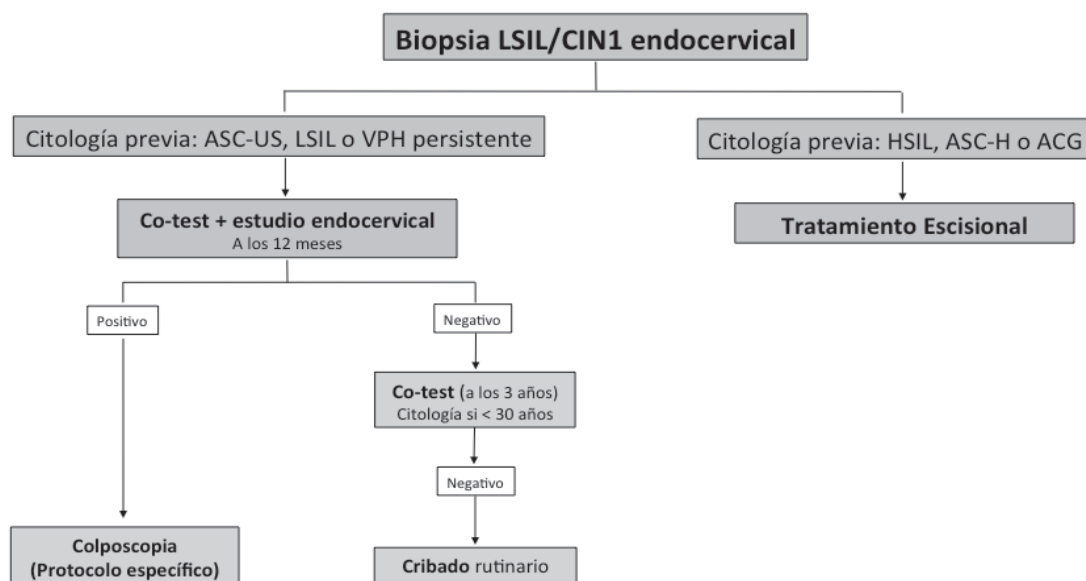 Biopsia LSIL/CIN1 endocervical
Citología previa: ASC-US, LSIL o VPH persistente
Citología previa: HSIL, ASC-H o ACG
Co-test + estudio endocervical
A los 12 meses
Tratamiento Escisional
Positivo
Negativo
Co-test (a los 3 años)
Citología si < 30 años
Negativo
Colposcopia
(Protocolo específico)
Cribado rutinario